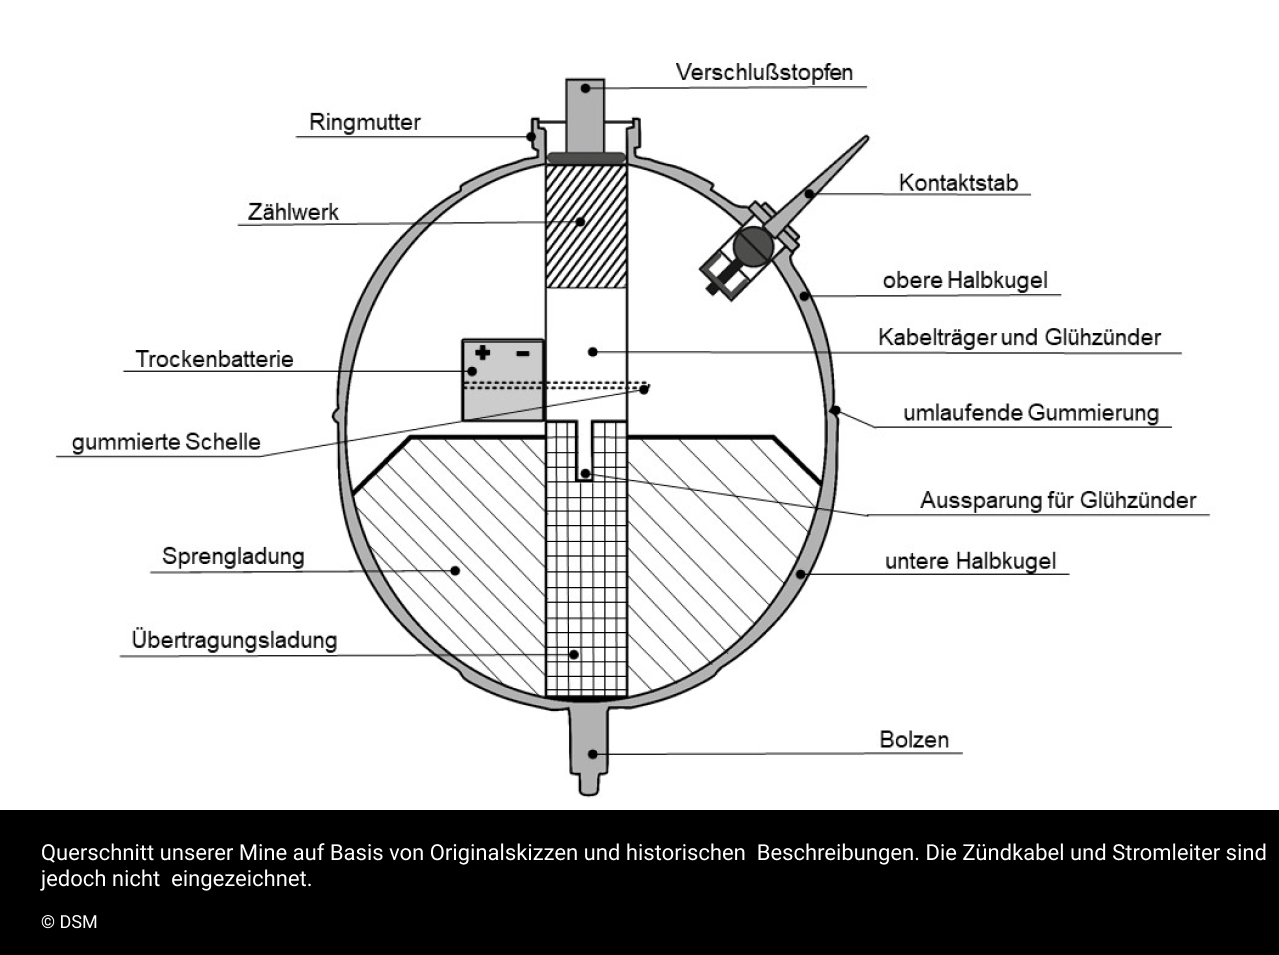 Verschlußstopfen
Ringmutter
Kontaktstab
Zählwerk
obere Halbkugel
Kabelträger und Glühzünder
Trockenbatterie
+ -
umlaufende Gummierung
gummierte Schelle
Aussparung für Glühzünder
Sprengladung
untere Halbkugel
Übertragungsladung
Bolzen
Querschnitt unserer Mine auf Basis von Originalskizzen und historischen  Beschreibungen. Die Zündkabel und Stromleiter sind
jedoch nicht  eingezeichnet.
© DSM